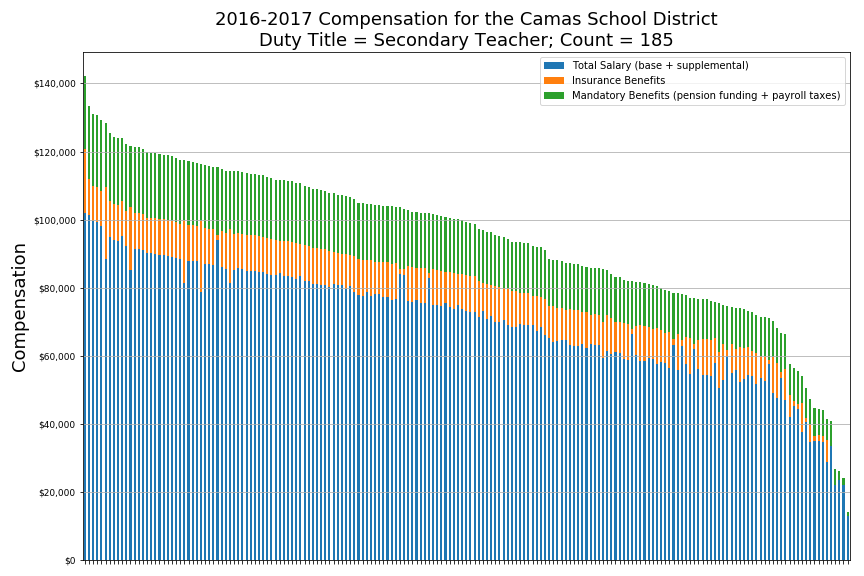 2016-2017 Compensation for the Camas School District
Duty Title = Secondary Teacher; Count = 185
Total Salary (base + supplemental)
Insurance Benefits
Mandatory Benefits (pension funding + payroll taxes)
Compensation
$140,000
$120,000
$100,000
$80,000
$60,000
$40,000
$20,000
$0